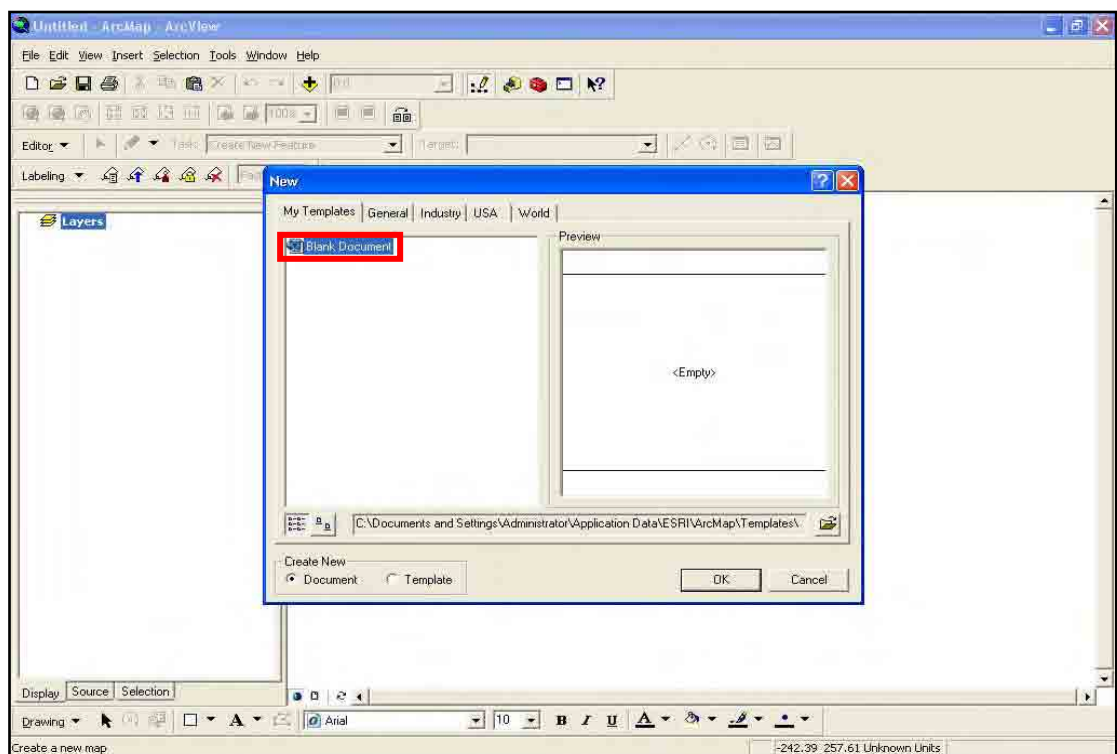 Untitled - ArcMap - ArcView
File Edit View Insert Selection Tools Window Help
100%
Editor Task: Create New Feature Target:
Labeling
New
My Templates General Industry USA World
Layers
Blank Document
Preview
<Empty>
C:\Documents and Settings\Administrator\Application Data\ESRI\ArcMap\Templates\
Create New
Document Template
OK Cancel
Display Source Selection
Drawing A Arial 10 B I U A
Create a new map
-242.39 257.61 Unknown Units